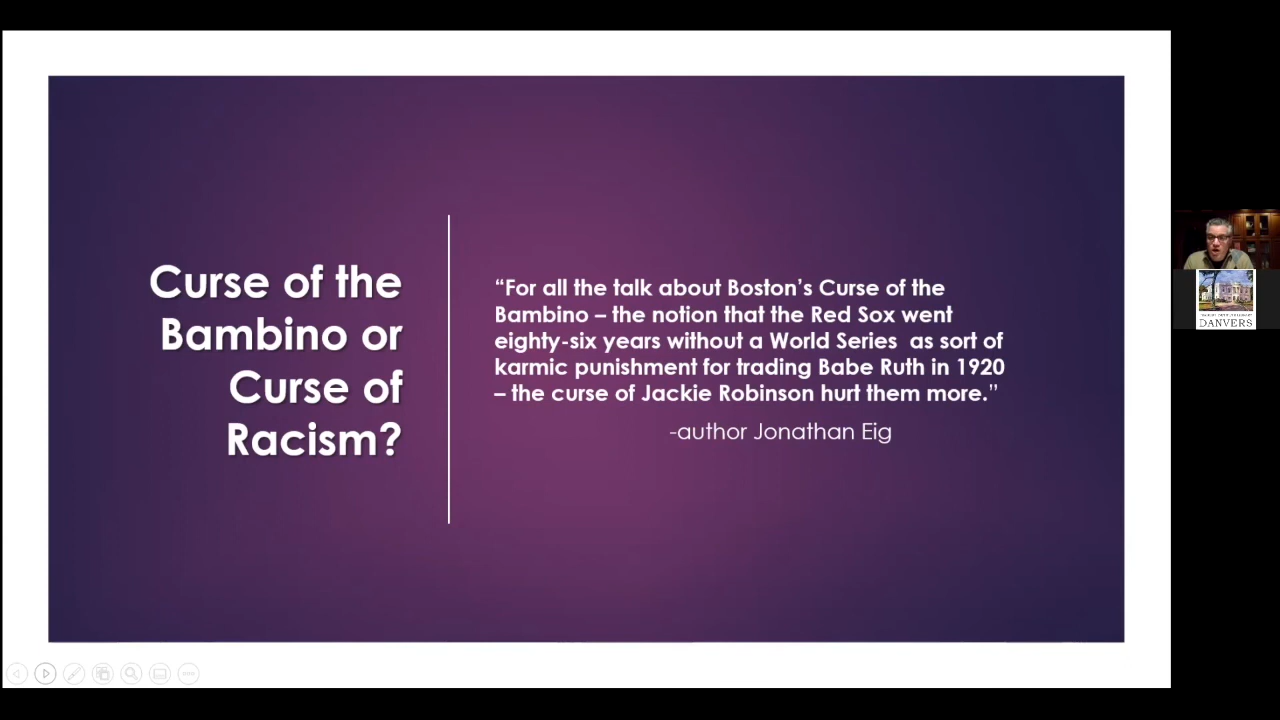 Curse of the
Bambino or
Curse of
Racism?
“For all the talk about Boston’s Curse of the
Bambino – the notion that the Red Sox went
eighty-six years without a World Series  as sort of
karmic punishment for trading Babe Ruth in 1920
– the curse of Jackie Robinson hurt them more.”
-author Jonathan Eig
DANVERS